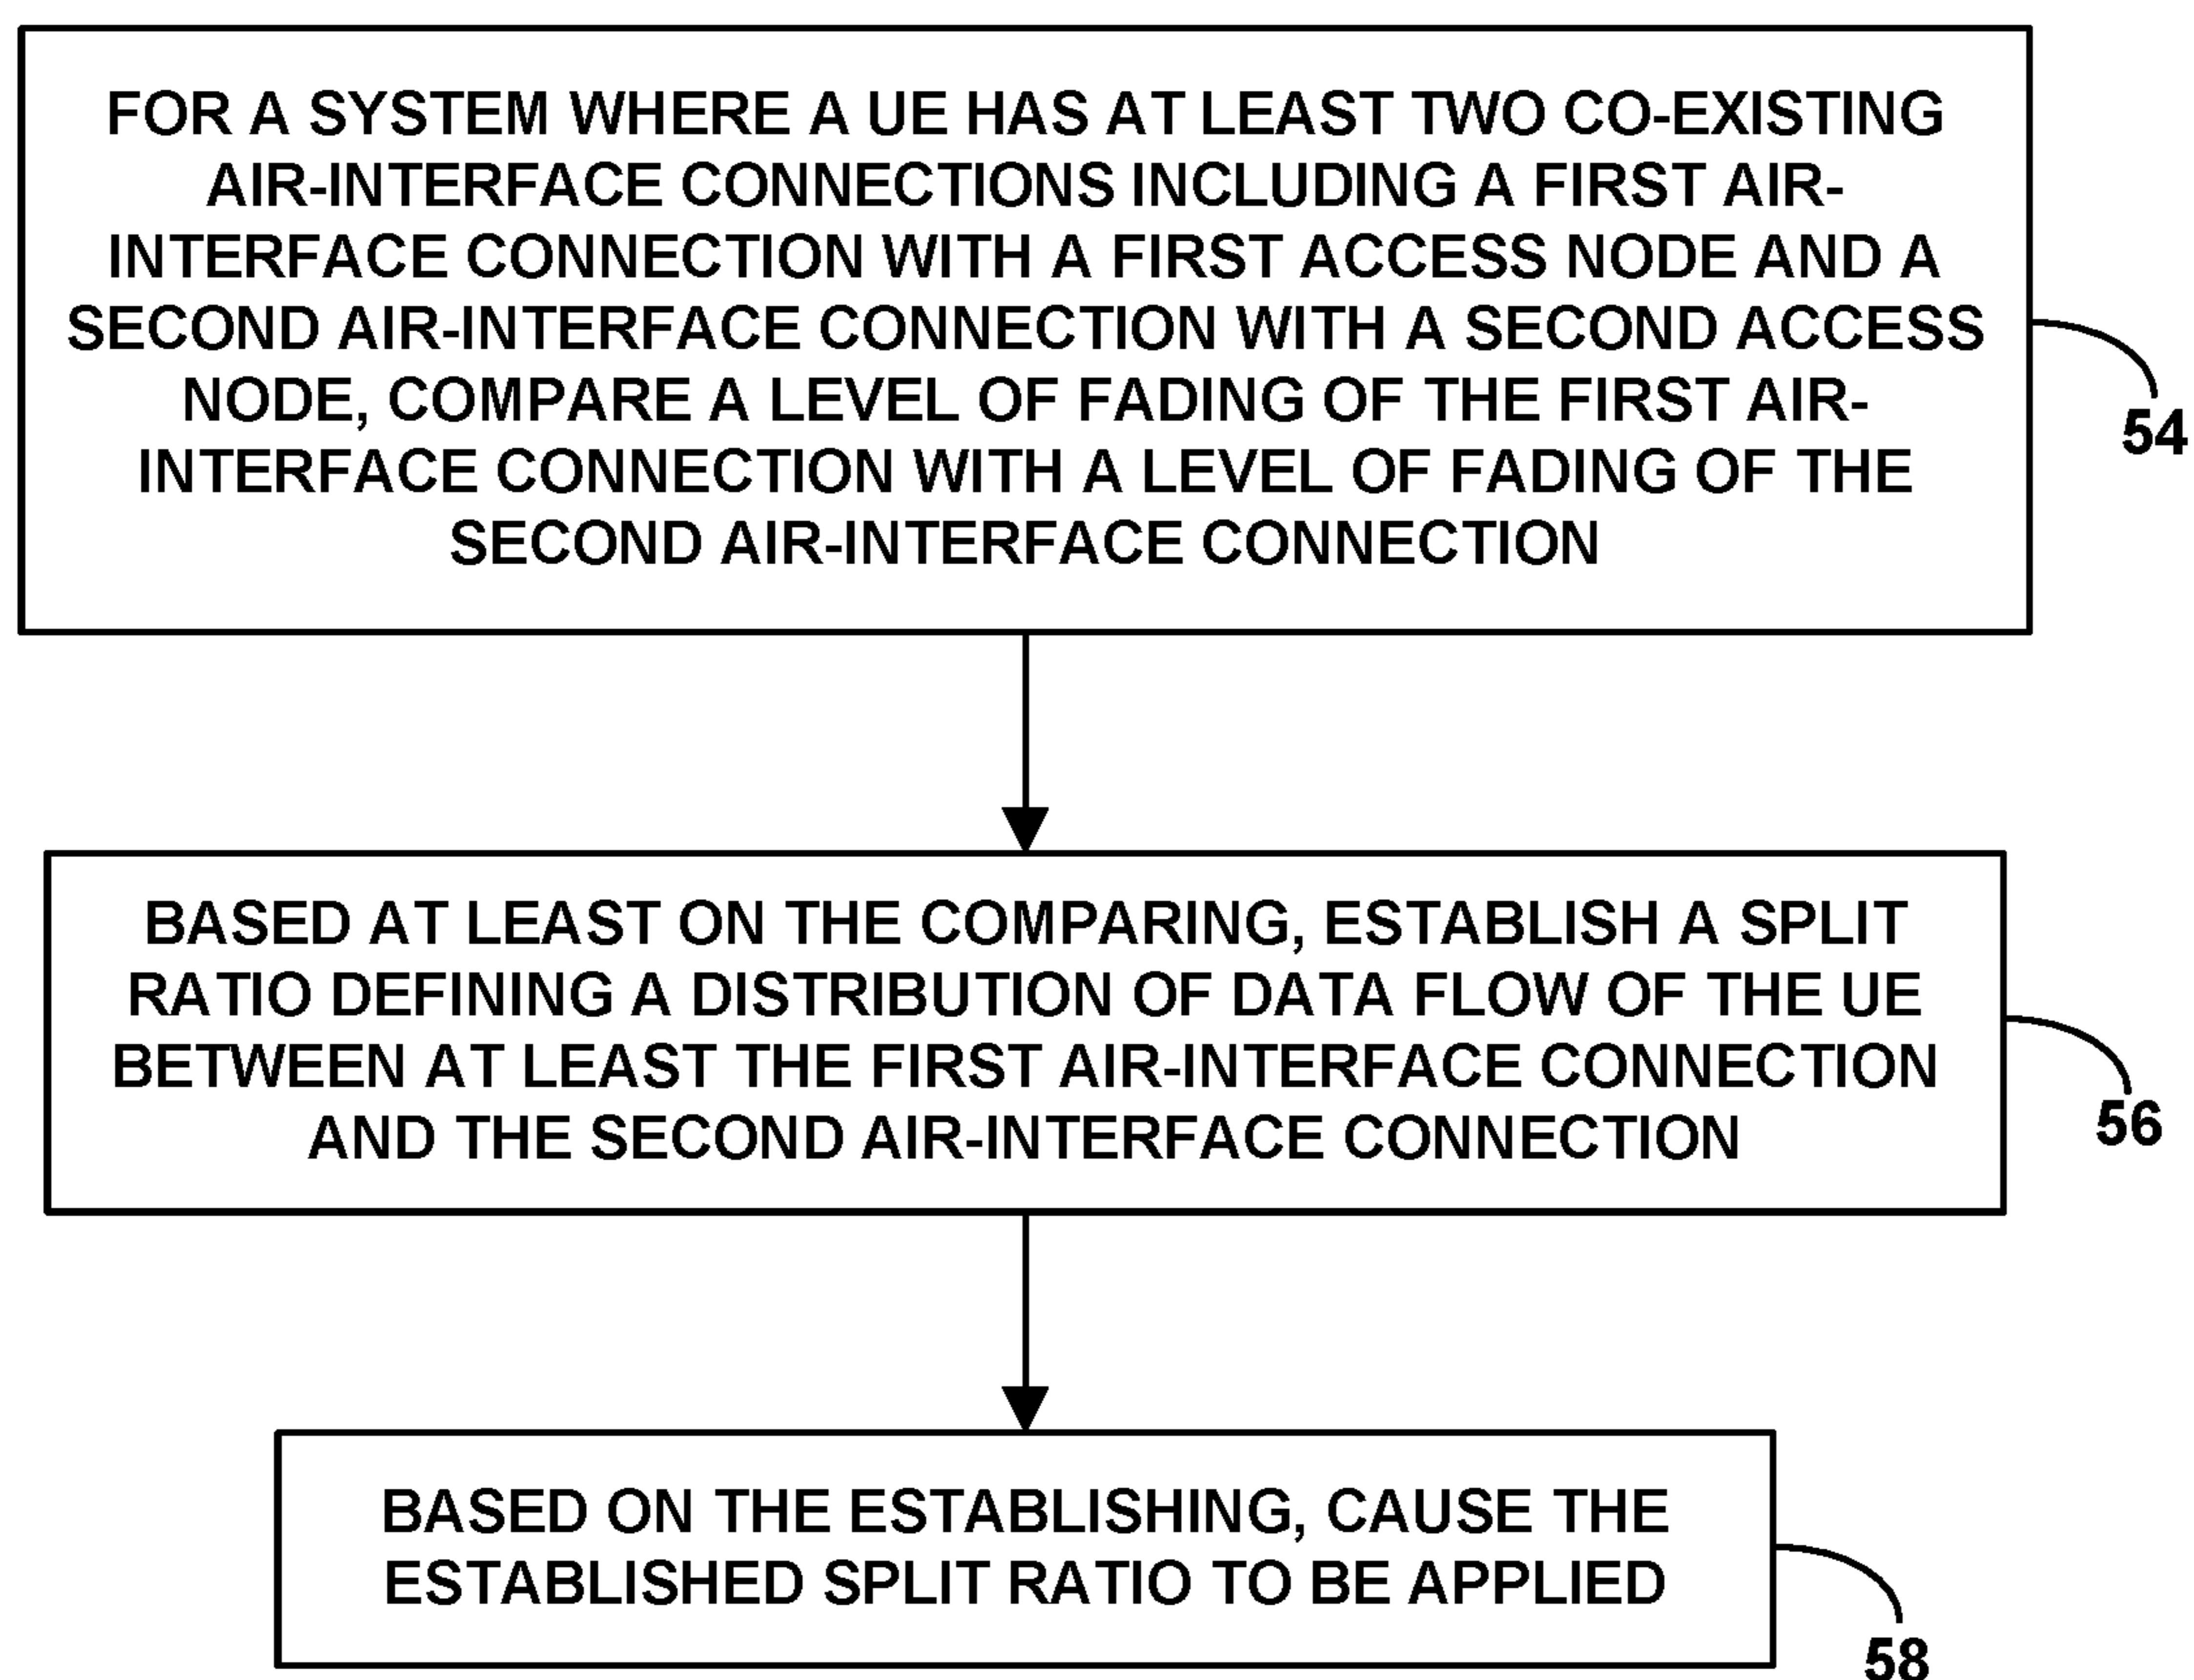 FOR A SYSTEM WHERE A UE HAS AT LEAST TWO CO-EXISTING
AIR-INTERFACE CONNECTIONS INCLUDING A FIRST AIR-
INTERFACE CONNECTION WITH A FIRST ACCESS NODE AND A
SECOND AIR-INTERFACE CONNECTION WITH A SECOND ACCESS
NODE, COMPARE A LEVEL OF FADING OF THE FIRST AIR-
INTERFACE CONNECTION WITH A LEVEL OF FADING OF THE
SECOND AIR-INTERFACE CONNECTION
54
BASED AT LEAST ON THE COMPARING, ESTABLISH A SPLIT
RATIO DEFINING A DISTRIBUTION OF DATA FLOW OF THE UE
BETWEEN AT LEAST THE FIRST AIR-INTERFACE CONNECTION
AND THE SECOND AIR-INTERFACE CONNECTION
56
BASED ON THE ESTABLISHING, CAUSE THE
ESTABLISHED SPLIT RATIO TO BE APPLIED
58